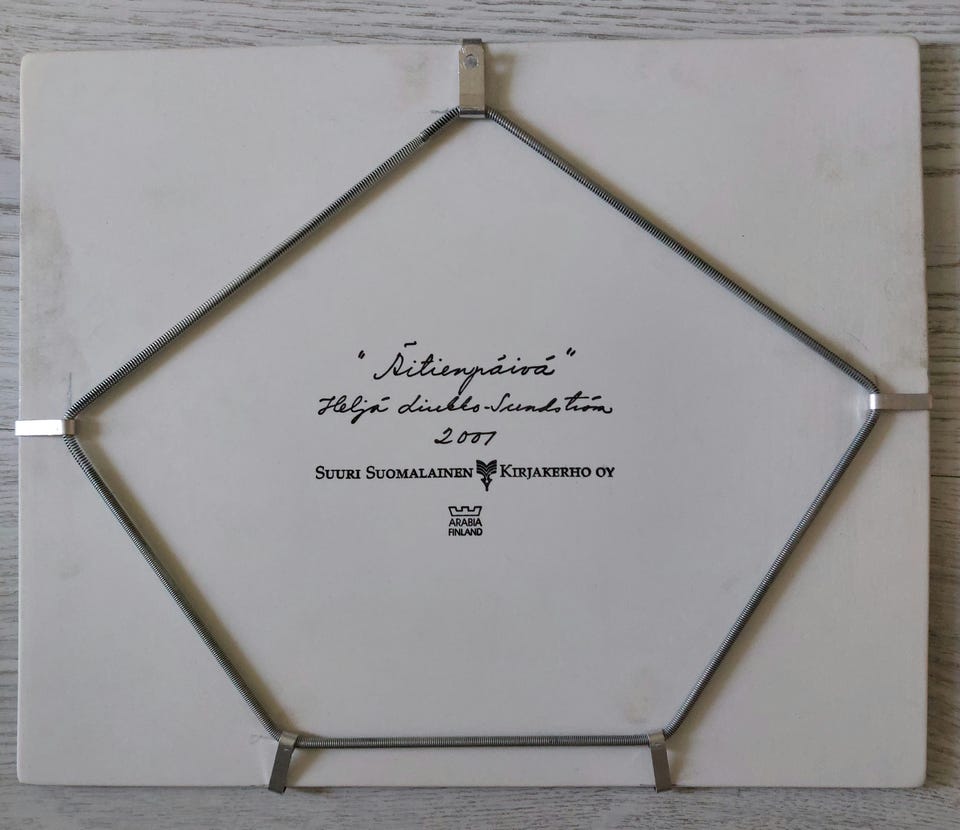 "Äitienpäivä"
Heljä Liukko-Sundström
2001
SUURI SUOMALAINEN KIRJAKERHO OY
ARABIA
FINLAND